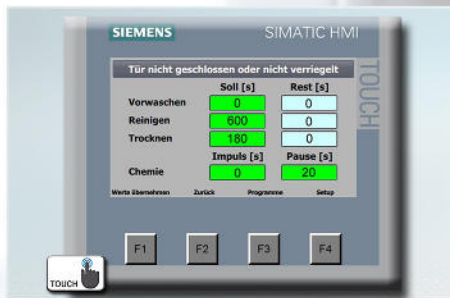 SIEMENS SIMATIC HMI
TOUCH
Tür nicht geschlossen oder nicht verriegelt
Soll [s] Rest [s]
Vorwaschen 0 0
Reinigen 600 0
Trocknen 180 0
Impuls [s] Pause [s]
Chemie 0 20
Werte übernehmen Zurück Programme Setup
F1 F2 F3 F4
TOUCH